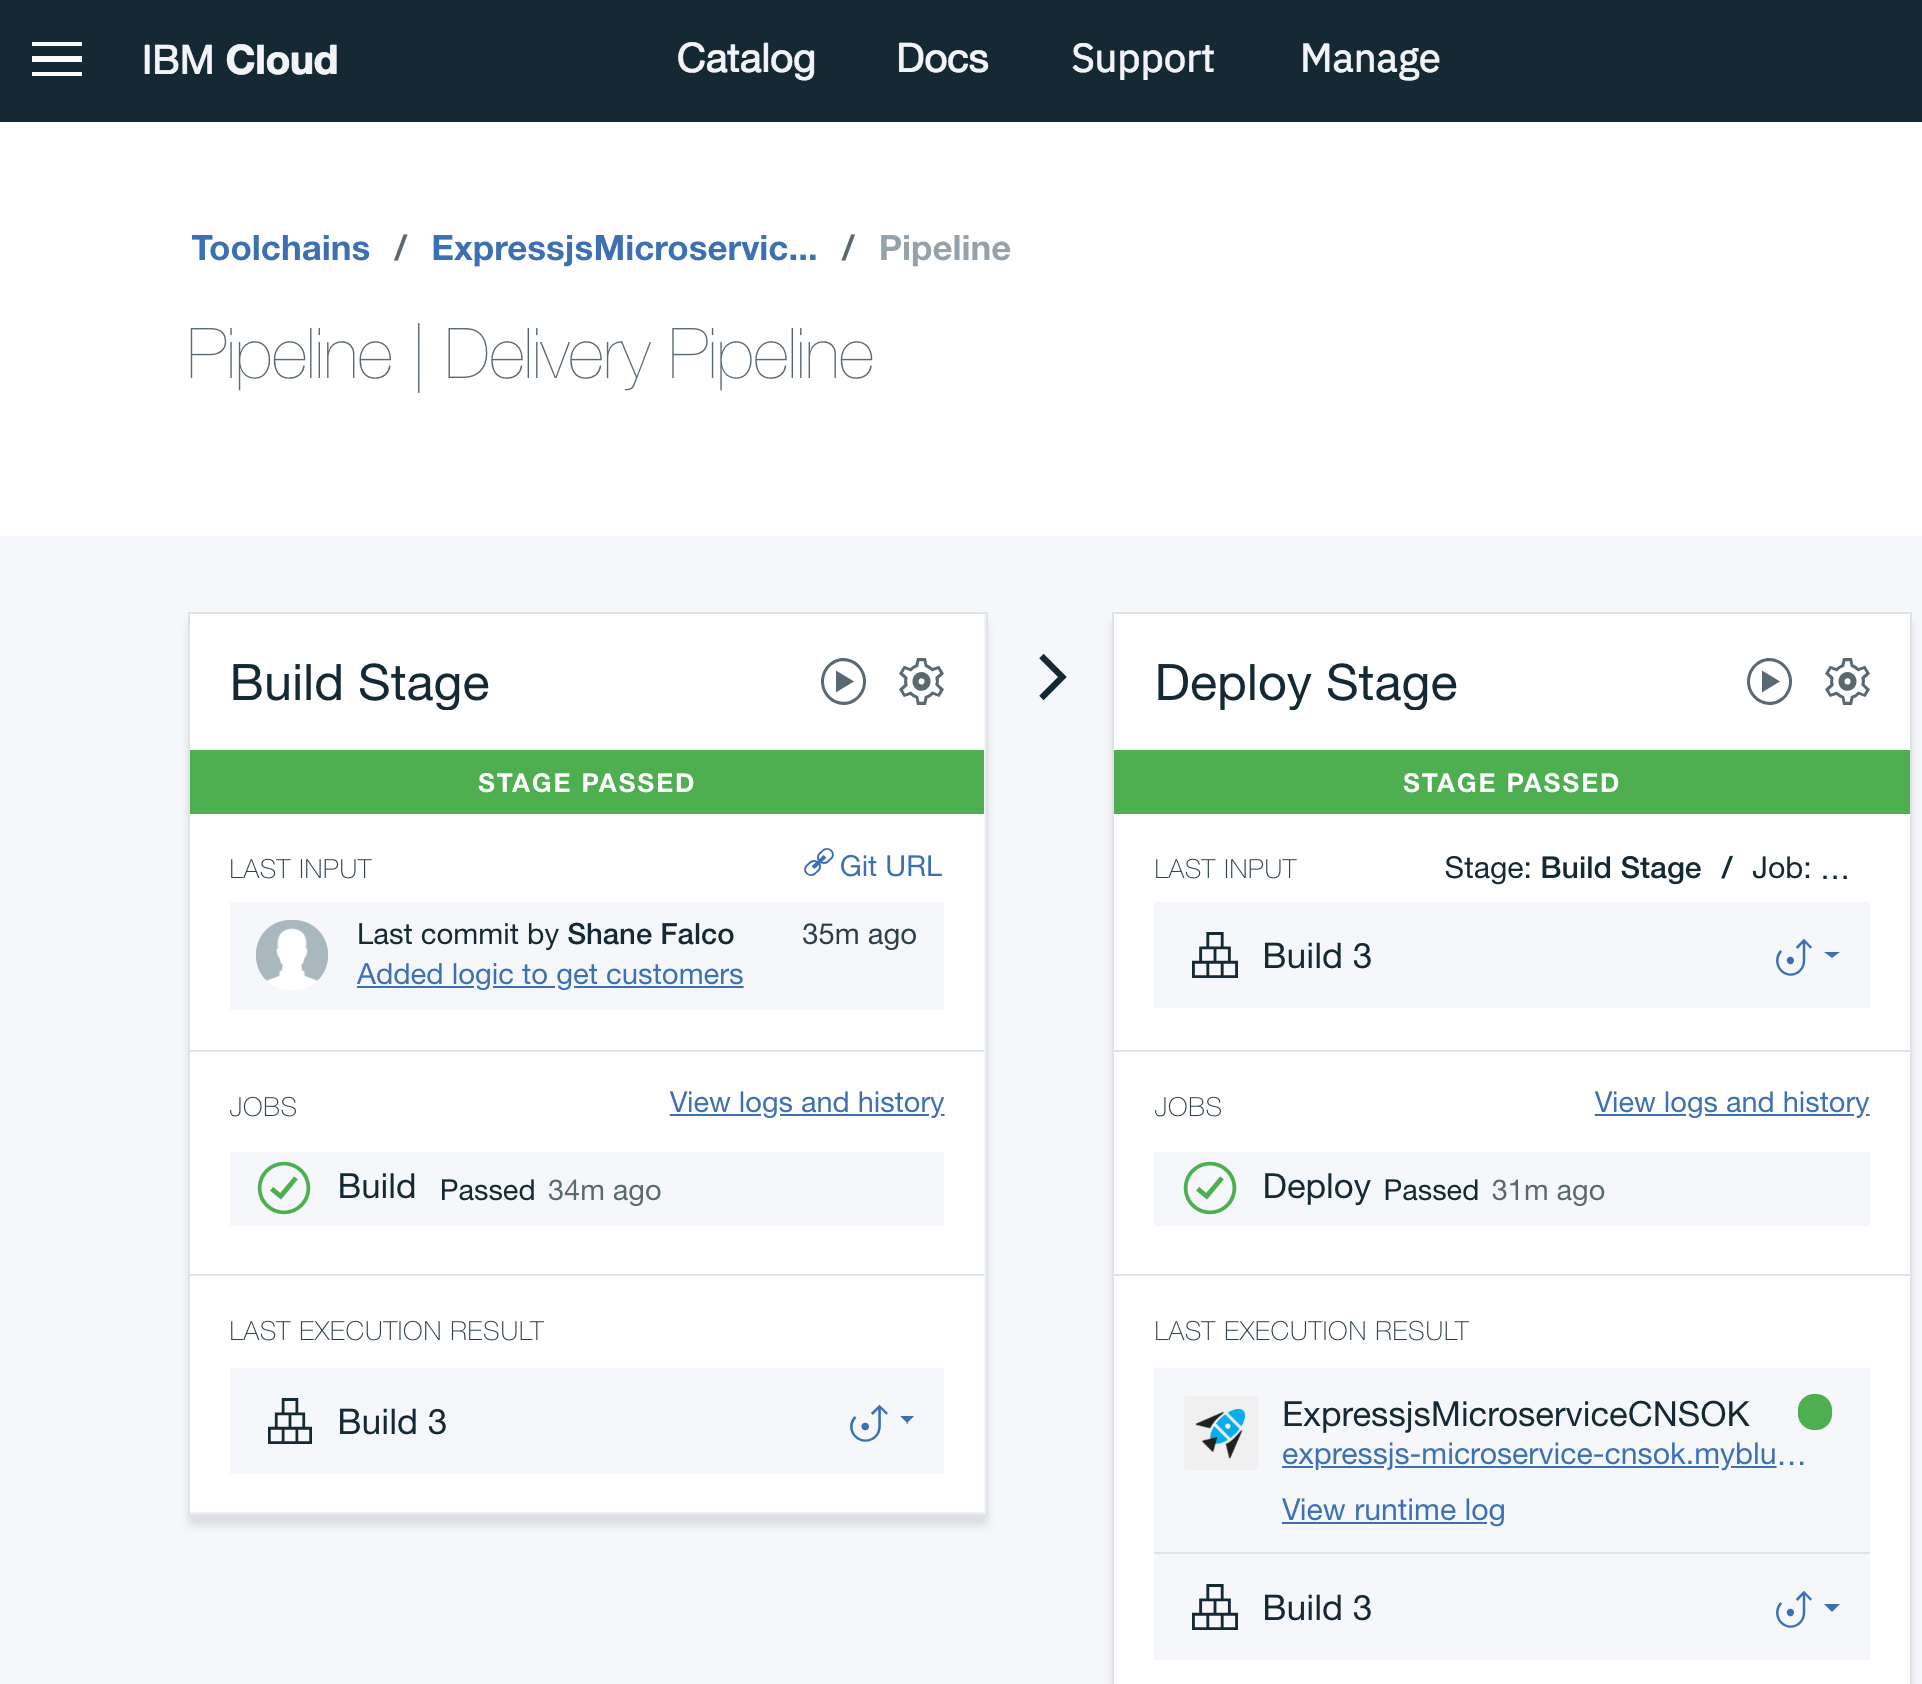 IBM Cloud
Catalog
Docs
Support
Manage
Toolchains / ExpressjsMicroservic... / Pipeline
Pipeline | Delivery Pipeline
Build Stage
STAGE PASSED
LAST INPUT
Git URL
Last commit by Shane Falco
35m ago
Added logic to get customers
JOBS
View logs and history
Build Passed 34m ago
LAST EXECUTION RESULT
Build 3
Deploy Stage
STAGE PASSED
LAST INPUT
Stage: Build Stage / Job: ...
Build 3
JOBS
View logs and history
Deploy Passed 31m ago
LAST EXECUTION RESULT
ExpressjsMicroserviceCNSOK
expressjs-microservice-cnsok.myblu...
View runtime log
Build 3